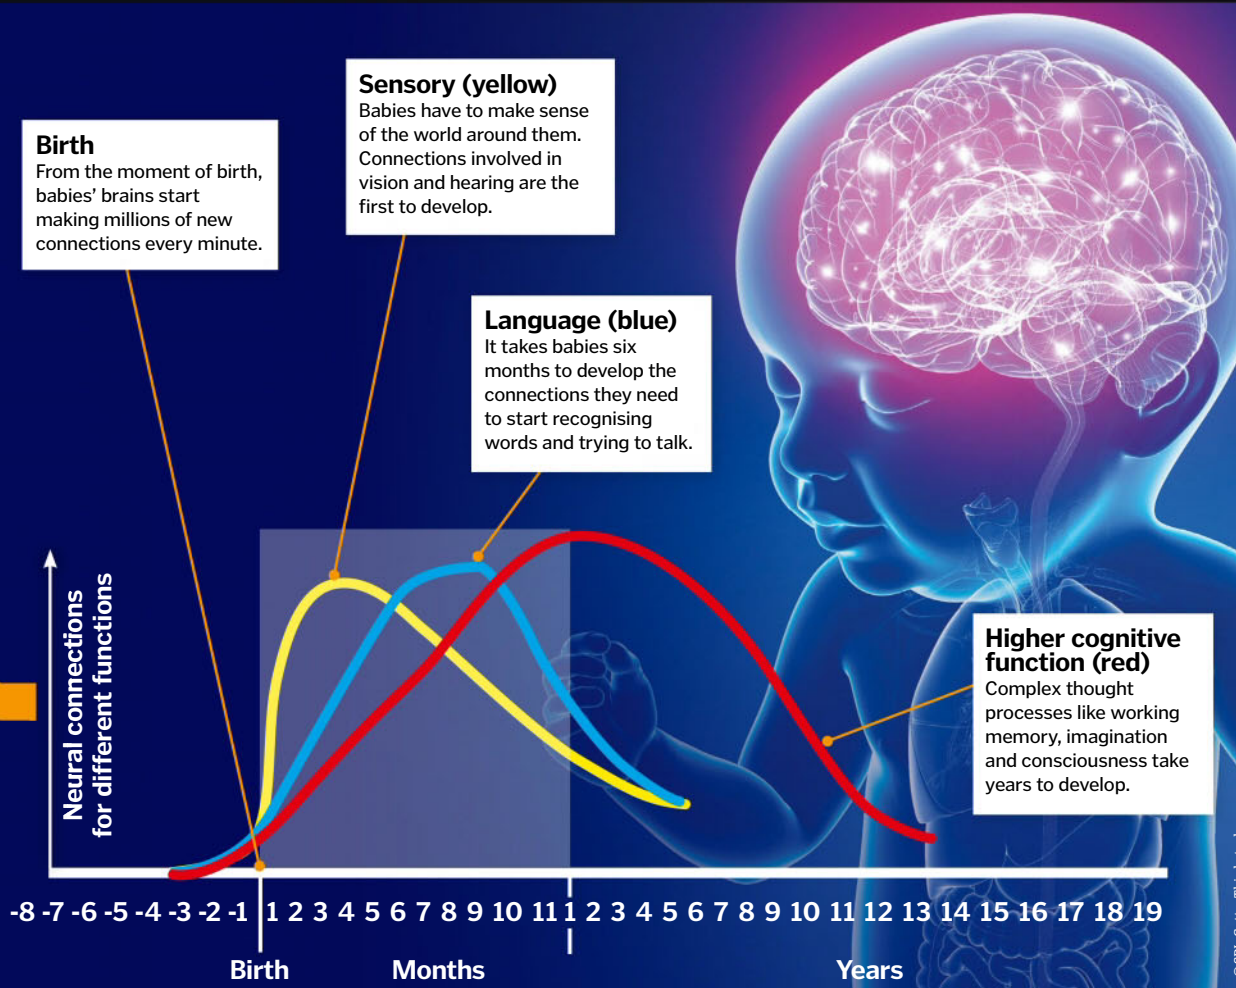 Birth
From the moment of birth,
babies’ brains start
making millions of new
connections every minute.
Sensory (yellow)
Babies have to make sense
of the world around them.
Connections involved in
vision and hearing are the
first to develop.
Language (blue)
It takes babies six
months to develop the
connections they need
to start recognising
words and trying to talk.
Higher cognitive
function (red)
Complex thought
processes like working
memory, imagination
and consciousness take
years to develop.
Neural connections
for different functions
-8 -7 -6 -5 -4 -3 -2 -1 1 2 3 4 5 6 7 8 9 10 11 1 2 3 4 5 6 7 8 9 10 11 12 13 14 15 16 17 18 19
Birth Months Years